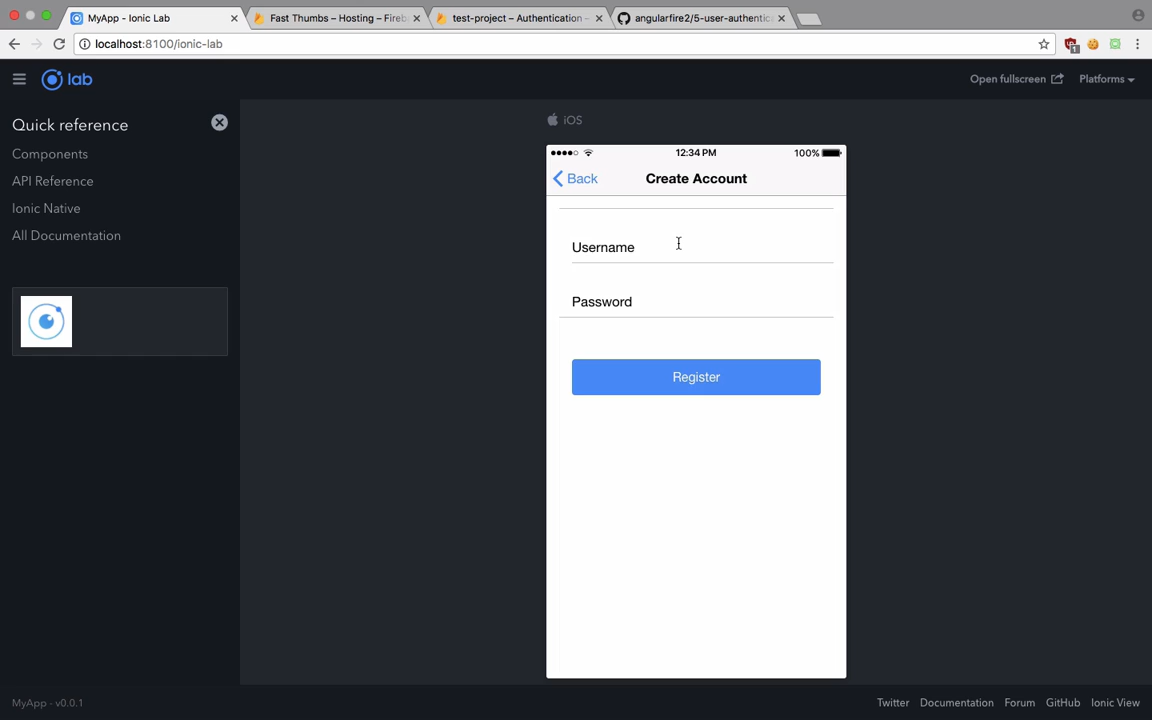 MyApp - Ionic Lab
Fast Thumbs – Hosting – Fireb
test-project – Authentication –
angularfire2/5-user-authentic
localhost:8100/ionic-lab
1
lab
Open fullscreen
Platforms
Quick reference
Components
API Reference
Ionic Native
All Documentation
iOS
12:34 PM
100%
Back
Create Account
Username
Password
Register
MyApp - v0.0.1
Twitter
Documentation
Forum
GitHub
Ionic View